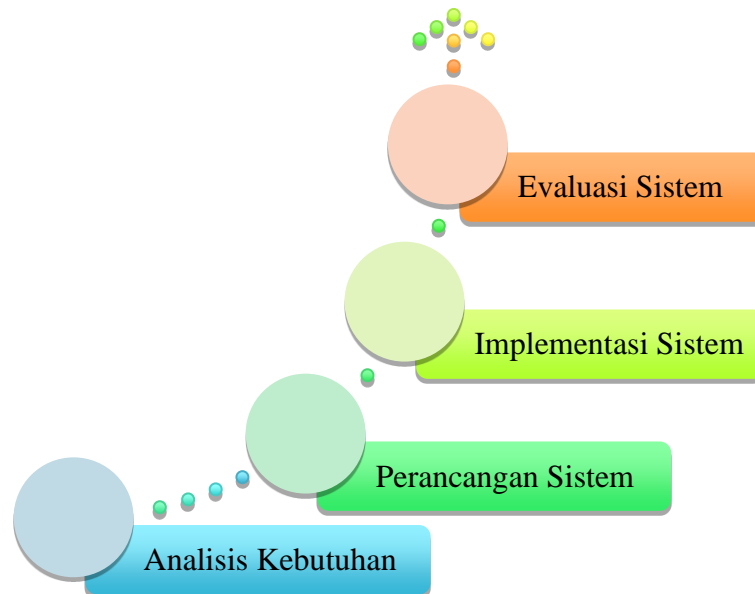 Evaluasi Sistem
Implementasi Sistem
Perancangan Sistem
Analisis Kebutuhan